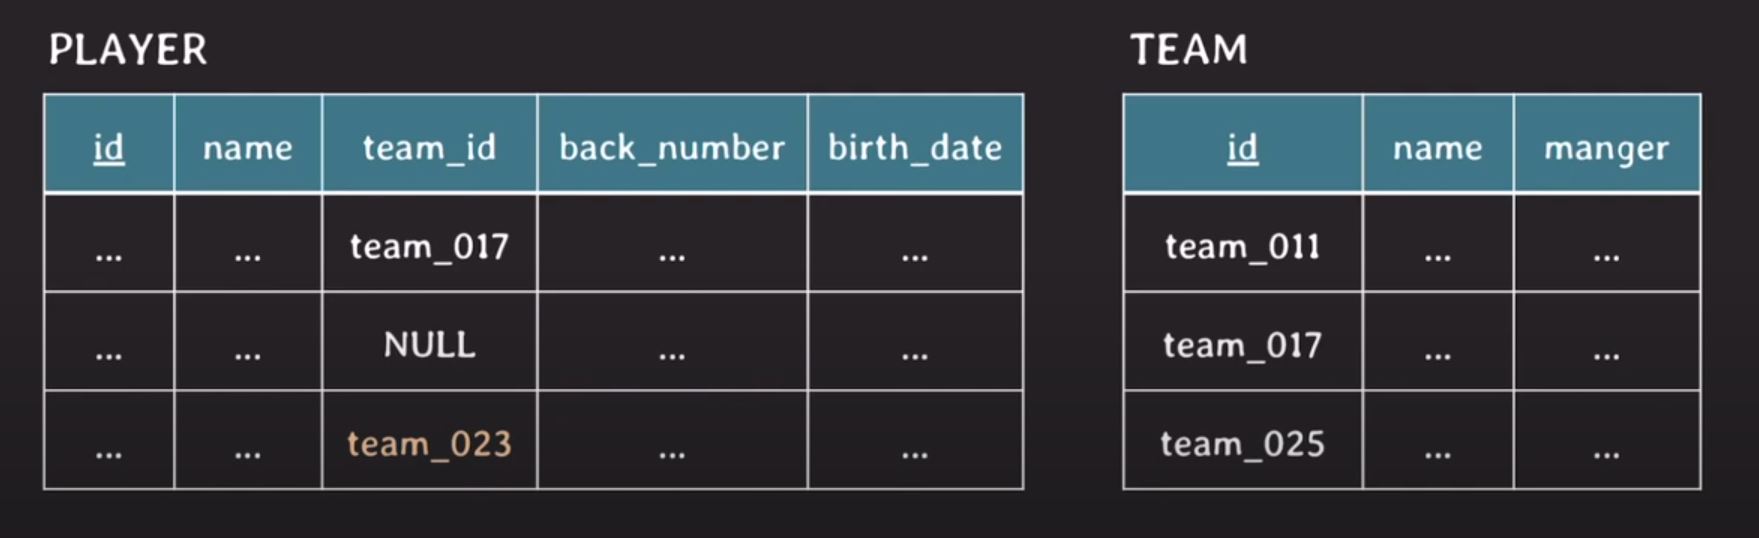 PLAYER
id name team_id back_number birth_date
... ... team_017 ... ...
... ... NULL ... ...
... ... team_023 ... ...
TEAM
id name manger
team_011 ... ...
team_017 ... ...
team_025 ... ...